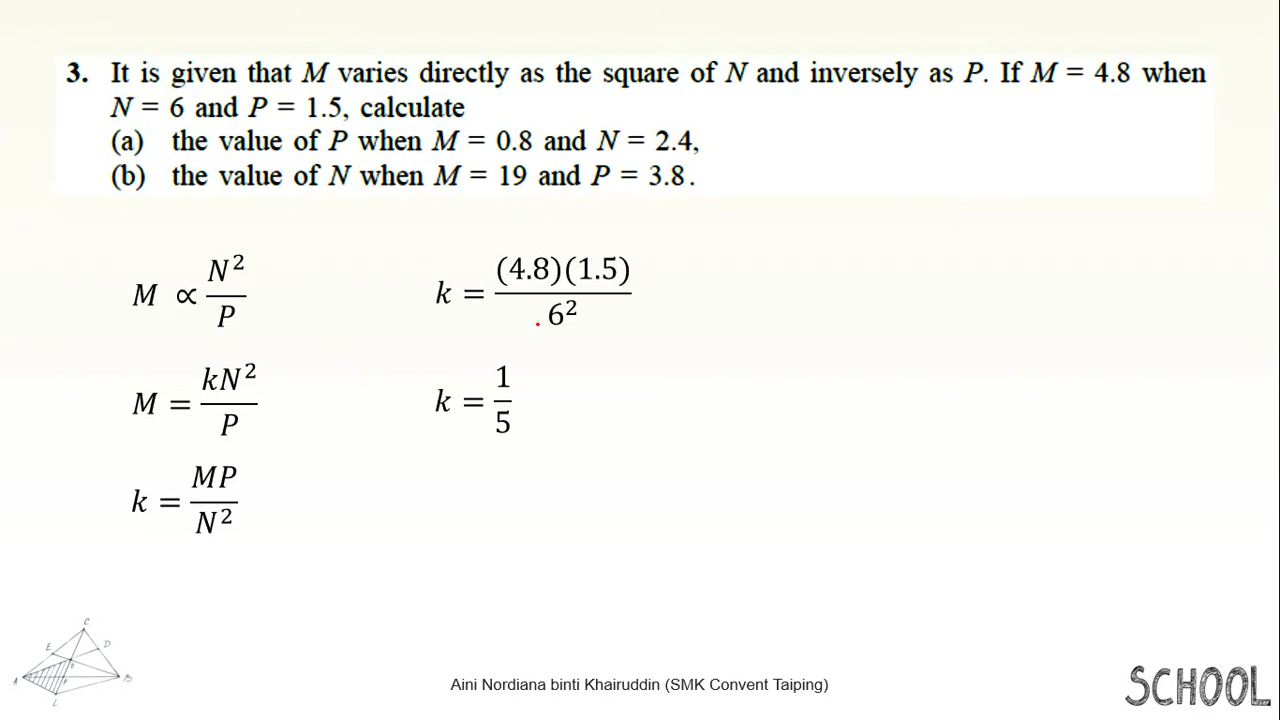 3. It is given that M varies directly as the square of N and inversely as P. If M = 4.8 when
N = 6 and P = 1.5, calculate
(a) the value of P when M = 0.8 and N = 2.4,
(b) the value of N when M = 19 and P = 3.8.
M ∝ N²/P
M = kN²/P
k = MP/N²
k = (4.8)(1.5)/6²
k = 1/5
Aini Nordiana binti Khairuddin (SMK Convent Taiping)
SCHOOL